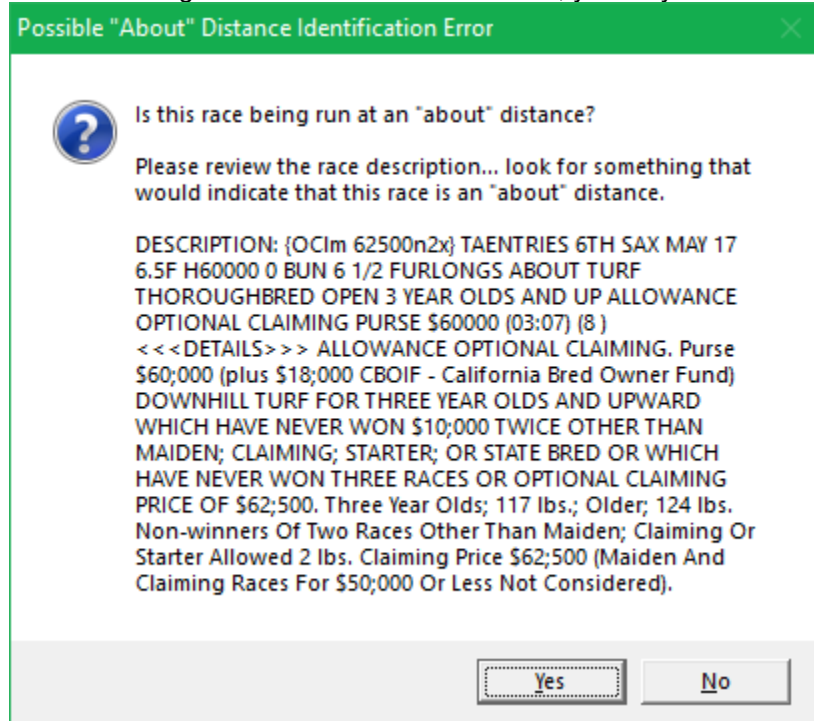 Possible "About" Distance Identification Error
Is this race being run at an "about" distance?
Please review the race description... look for something that
would indicate that this race is an "about" distance.
DESCRIPTION: {OClm 62500n2x} TAENTRIES 6TH SAX MAY 17
6.5F H60000 0 BUN 6 1/2 FURLONGS ABOUT TURF
THOROUGHBRED OPEN 3 YEAR OLDS AND UP ALLOWANCE
OPTIONAL CLAIMING PURSE $60000 (03:07) (8 )
<<<DETAILS>>> ALLOWANCE OPTIONAL CLAIMING. Purse
$60;000 (plus $18;000 CBOIF - California Bred Owner Fund)
DOWNHILL TURF FOR THREE YEAR OLDS AND UPWARD
WHICH HAVE NEVER WON $10;000 TWICE OTHER THAN
MAIDEN; CLAIMING; STARTER; OR STATE BRED OR WHICH
HAVE NEVER WON THREE RACES OR OPTIONAL CLAIMING
PRICE OF $62;500. Three Year Olds; 117 lbs.; Older; 124 lbs.
Non-winners Of Two Races Other Than Maiden; Claiming Or
Starter Allowed 2 lbs. Claiming Price $62;500 (Maiden And
Claiming Races For $50;000 Or Less Not Considered).
Yes No